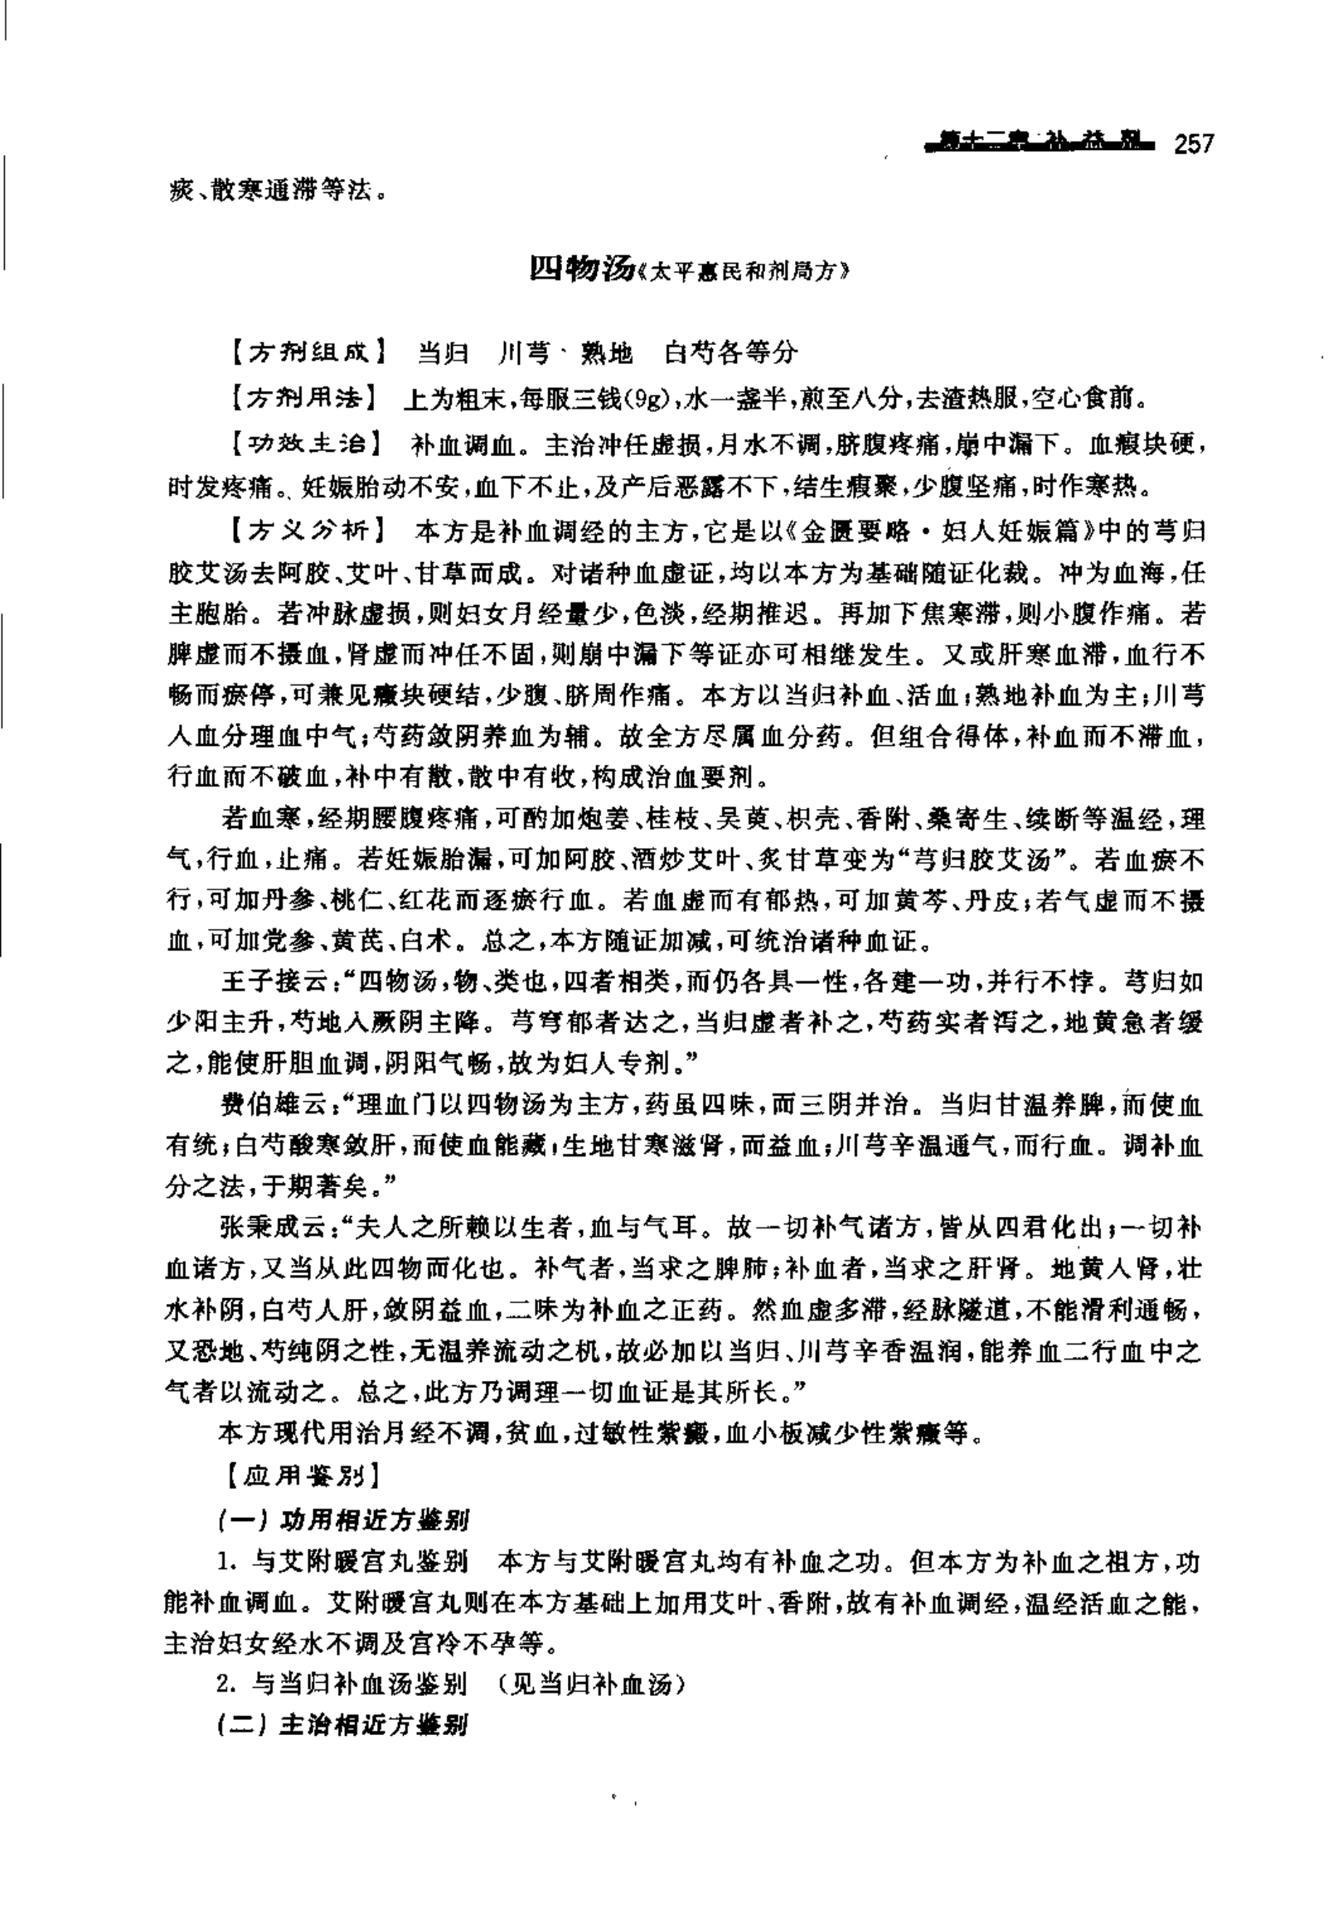 第十二章 补益剂 257
痰、散寒通滞等法。
四物汤《太平惠民和剂局方》
【方剂组成】 当归 川芎、熟地 白芍各等分
【方剂用法】 上为粗末,每服三钱(9g),水一盏半,煎至八分,去渣热服,空心食前。
【功效主治】 补血调血。主治冲任虚损,月水不调,脐腹疼痛,崩中漏下。血瘕块硬,
时发疼痛。、妊娠胎动不安,血下不止,及产后恶露不下,结生瘕聚,少腹坚痛,时作寒热。
【方义分析】 本方是补血调经的主方,它是以《金匮要略·妇人妊娠篇》中的芎归
胶艾汤去阿胶、艾叶、甘草而成。对诸种血虚证,均以本方为基础随证化裁。冲为血海,任
主胞胎。若冲脉虚损,则妇女月经量少,色淡,经期推迟。再加下焦寒滞,则小腹作痛。若
脾虚而不摄血,肾虚而冲任不固,则崩中漏下等证亦可相继发生。又或肝寒血滞,血行不
畅而瘀停,可兼见癥块硬结,少腹、脐周作痛。本方以当归补血、活血;熟地补血为主;川芎
人血分理血中气;芍药敛阴养血为辅。故全方尽属血分药。但组合得体,补血而不滞血,
行血而不破血,补中有散,散中有收,构成治血要剂。
若血寒,经期腰腹疼痛,可酌加炮姜、桂枝、吴萸、枳壳、香附、桑寄生、续断等温经,理
气,行血,止痛。若妊娠胎漏,可加阿胶、酒炒艾叶、炙甘草变为“芎归胶艾汤”。若血瘀不
行,可加丹参、桃仁、红花而逐瘀行血。若血虚而有郁热,可加黄芩、丹皮;若气虚而不摄
血,可加党参、黄芪、白术。总之,本方随证加减,可统治诸种血证。
王子接云:“四物汤,物、类也,四者相类,而仍各具一性,各建一功,并行不悖。芎归如
少阳主升,芍地人厥阴主降。芎穹郁者达之,当归虚者补之,芍药实者泻之,地黄急者缓
之,能使肝胆血调,阴阳气畅,故为妇人专剂。”
费伯雄云:“理血门以四物汤为主方,药虽四味,而三阴并治。当归甘温养脾,而使血
有统;白芍酸寒敛肝,而使血能藏;生地甘寒滋肾,而益血;川芎辛温通气,而行血。调补血
分之法,于期著矣。”
张秉成云:“夫人之所赖以生者,血与气耳。故一切补气诸方,皆从四君化出;一切补
血诸方,又当从此四物而化也。补气者,当求之脾肺;补血者,当求之肝肾。地黄人肾,壮
水补阴,白芍人肝,敛阴益血,二味为补血之正药。然血虚多滞,经脉隧道,不能滑利通畅,
又恐地、芍纯阴之性,无温养流动之机,故必加以当归、川芎辛香温润,能养血二行血中之
气者以流动之。总之,此方乃调理一切血证是其所长。”
本方现代用治月经不调,贫血,过敏性紫癜,血小板减少性紫癜等。
【应用鉴别】
(一) 功用相近方鉴别
1. 与艾附暖宫丸鉴别 本方与艾附暖宫丸均有补血之功。但本方为补血之祖方,功
能补血调血。艾附暖宫丸则在本方基础上加用艾叶、香附,故有补血调经,温经活血之能,
主治妇女经水不调及宫冷不孕等。
2. 与当归补血汤鉴别 (见当归补血汤)
(二) 主治相近方鉴别